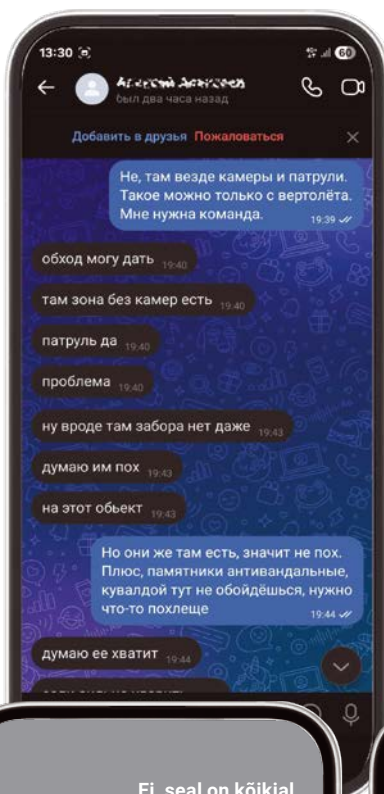 13:30
60
был два часа назад
Добавить в друзья Пожаловаться
Не, там везде камеры и патрули.
Такое можно только с вертолёта.
Мне нужна команда.
19:39
обход могу дать 19:40
там зона без камер есть 19:40
патруль да 19:40
проблема 19:40
ну вроде там забора нет даже 19:43
думаю им пох 19:43
на этот обьект 19:43
Но они же там есть, значит не пох.
Плюс, памятники антивандальные,
кувалдой тут не обойдёшься, нужно
что-то похлеще
19:44
думаю ее хватит 19:44
Ei, seal on kõikjal